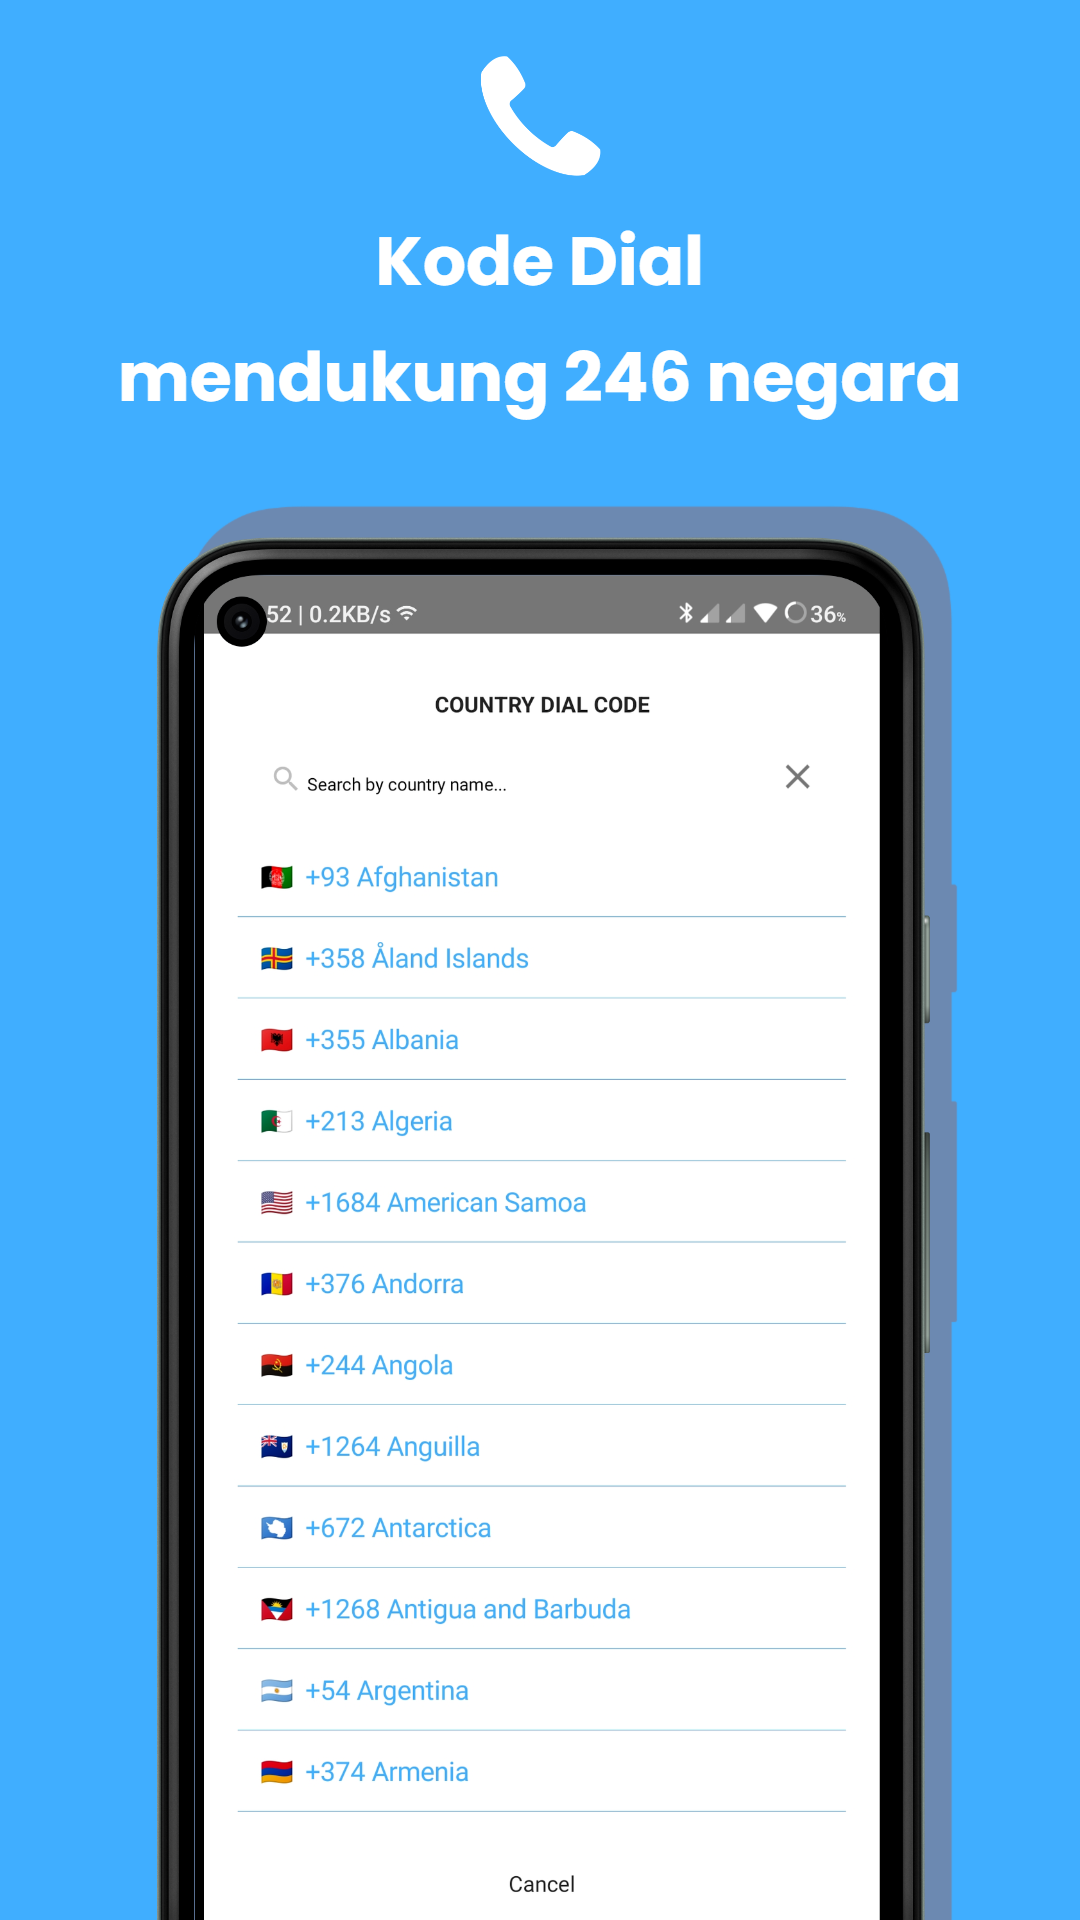 Kode Dial
mendukung 246 negara
52 | 0.2KB/s
36%
COUNTRY DIAL CODE
Search by country name...
+93 Afghanistan
+358 Åland Islands
+355 Albania
+213 Algeria
+1684 American Samoa
+376 Andorra
+244 Angola
+1264 Anguilla
+672 Antarctica
+1268 Antigua and Barbuda
+54 Argentina
+374 Armenia
Cancel